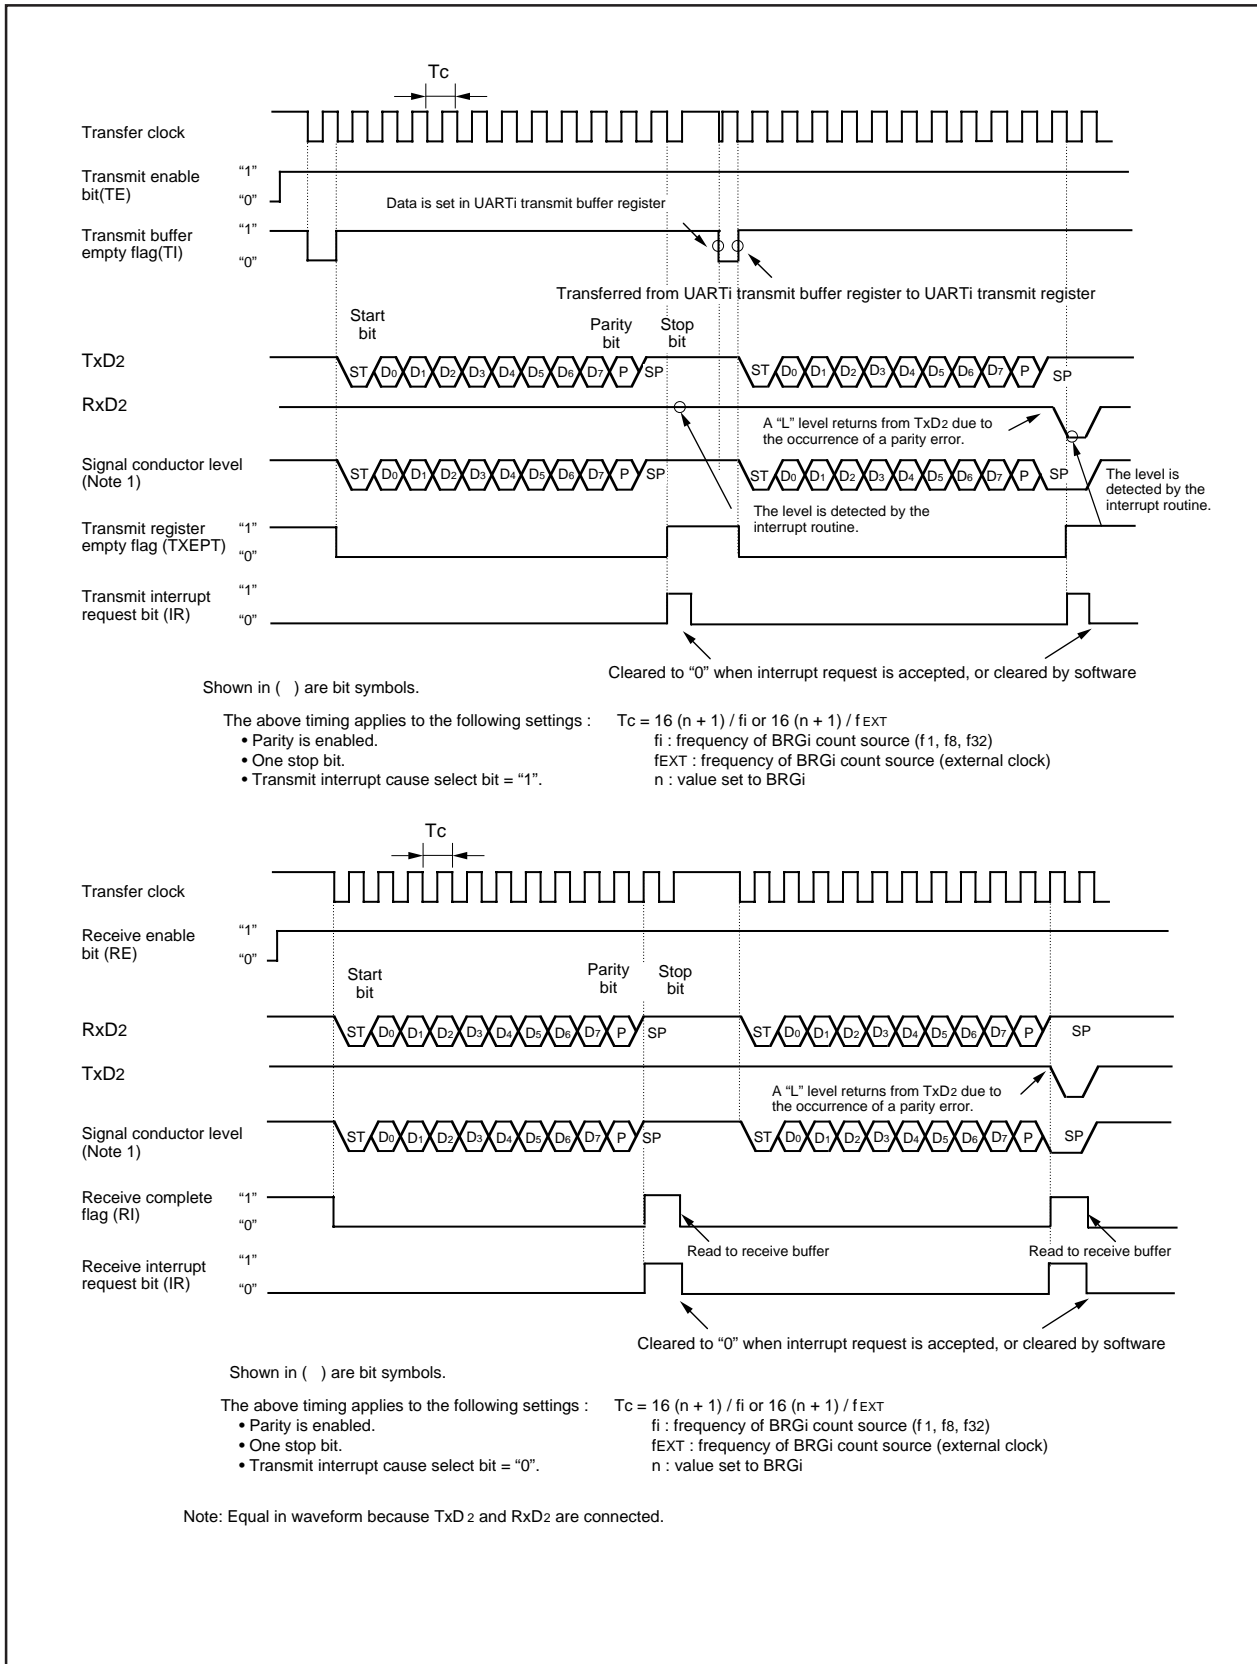 Tc
Transfer clock
Transmit enable
bit(TE)
“1”
“0”
Data is set in UARTi transmit buffer register
Transmit buffer
empty flag(TI)
“1”
“0”
Transferred from UARTi transmit buffer register to UARTi transmit register
Start
bit
Parity
bit
Stop
bit
TxD2
ST D0 D1 D2 D3 D4 D5 D6 D7 P SP
ST D0 D1 D2 D3 D4 D5 D6 D7 P SP
RxD2
A “L” level returns from TxD2 due to
the occurrence of a parity error.
Signal conductor level
(Note 1)
ST D0 D1 D2 D3 D4 D5 D6 D7 P SP
ST D0 D1 D2 D3 D4 D5 D6 D7 P SP
The level is
detected by the
interrupt routine.
The level is detected by the
interrupt routine.
Transmit register
empty flag (TXEPT)
“1”
“0”
Transmit interrupt
request bit (IR)
“1”
“0”
Cleared to “0” when interrupt request is accepted, or cleared by software
Shown in ( ) are bit symbols.
The above timing applies to the following settings :
• Parity is enabled.
• One stop bit.
• Transmit interrupt cause select bit = “1”.
Tc = 16 (n + 1) / fi or 16 (n + 1) / fEXT
fi : frequency of BRGi count source (f1, f8, f32)
fEXT : frequency of BRGi count source (external clock)
n : value set to BRGi
Tc
Transfer clock
Receive enable
bit (RE)
“1”
“0”
Start
bit
Parity
bit
Stop
bit
RxD2
ST D0 D1 D2 D3 D4 D5 D6 D7 P SP
ST D0 D1 D2 D3 D4 D5 D6 D7 P SP
TxD2
A “L” level returns from TxD2 due to
the occurrence of a parity error.
Signal conductor level
(Note 1)
ST D0 D1 D2 D3 D4 D5 D6 D7 P SP
ST D0 D1 D2 D3 D4 D5 D6 D7 P SP
Receive complete
flag (RI)
“1”
“0”
Read to receive buffer
Read to receive buffer
Receive interrupt
request bit (IR)
“1”
“0”
Cleared to “0” when interrupt request is accepted, or cleared by software
Shown in ( ) are bit symbols.
The above timing applies to the following settings :
• Parity is enabled.
• One stop bit.
• Transmit interrupt cause select bit = “0”.
Tc = 16 (n + 1) / fi or 16 (n + 1) / fEXT
fi : frequency of BRGi count source (f1, f8, f32)
fEXT : frequency of BRGi count source (external clock)
n : value set to BRGi
Note: Equal in waveform because TxD2 and RxD2 are connected.